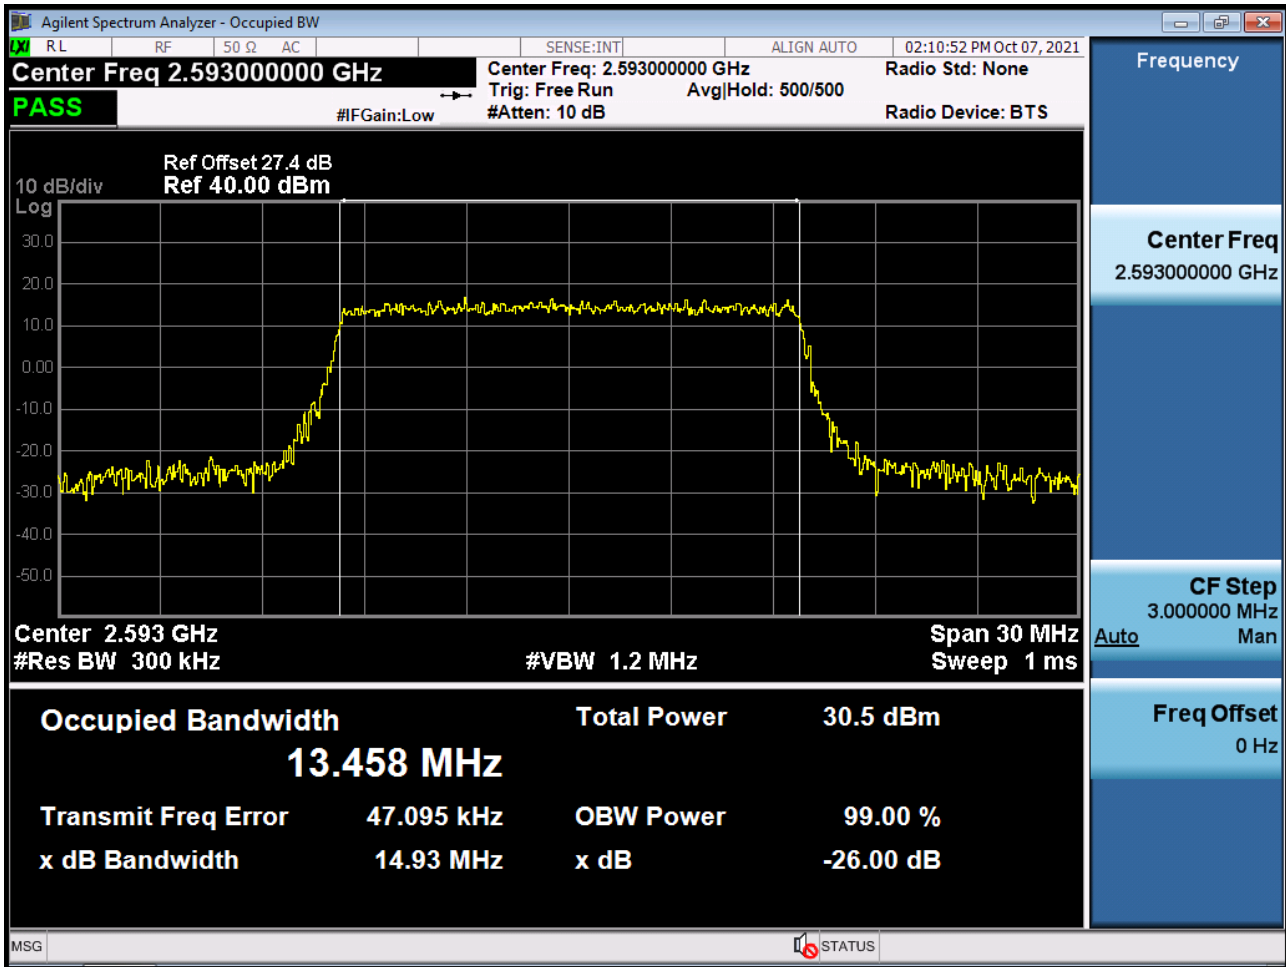 Agilent Spectrum Analyzer - Occupied BW
LXI RL RF 50 Ω AC SENSE:INT ALIGN AUTO 02:10:52 PM Oct 07, 2021
Center Freq 2.593000000 GHz
PASS
#IFGain:Low
Center Freq: 2.593000000 GHz
Trig: Free Run Avg|Hold: 500/500
#Atten: 10 dB
Radio Std: None
Radio Device: BTS
Ref Offset 27.4 dB
10 dB/div Ref 40.00 dBm
Log
30.0
20.0
10.0
0.00
-10.0
-20.0
-30.0
-40.0
-50.0
Center 2.593 GHz Span 30 MHz
#Res BW 300 kHz #VBW 1.2 MHz Sweep 1 ms
Occupied Bandwidth Total Power 30.5 dBm
13.458 MHz
Transmit Freq Error 47.095 kHz OBW Power 99.00 %
x dB Bandwidth 14.93 MHz x dB -26.00 dB
MSG STATUS
Frequency
Center Freq
2.593000000 GHz
CF Step
3.000000 MHz
Auto Man
Freq Offset
0 Hz